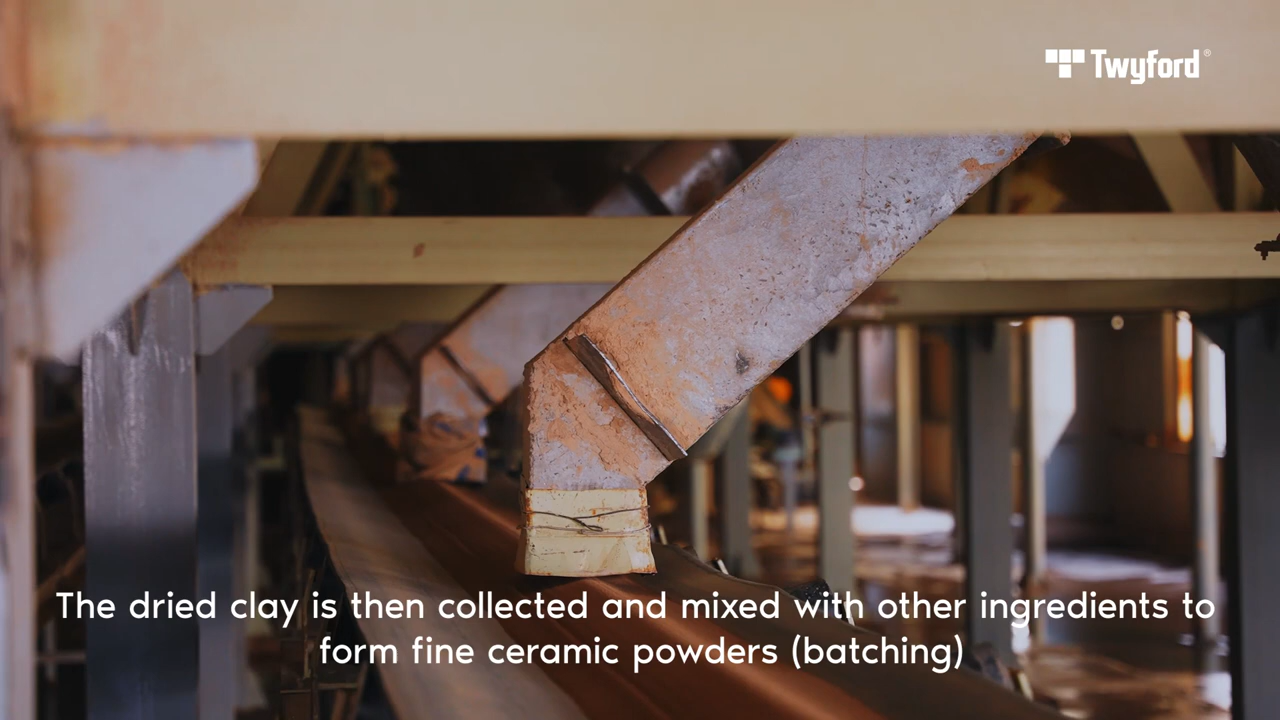 Twyford®
The dried clay is then collected and mixed with other ingredients to
form fine ceramic powders (batching)